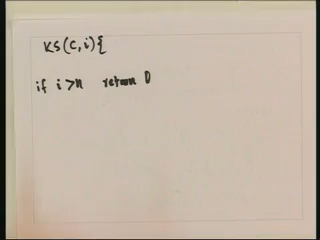 KS(C,i){
if i>n return 0